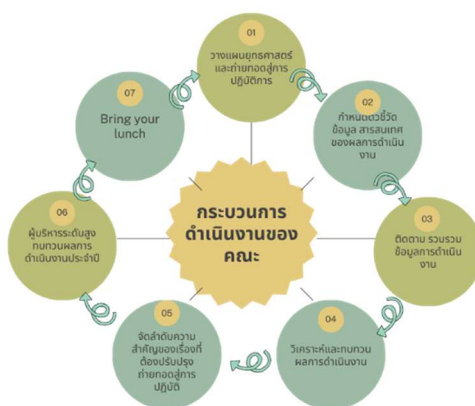 01
วางแผนยุทธศาสตร์
และถ่ายทอดสู่การ
ปฏิบัติการ
02
กำหนดตัวชี้วัด
ข้อมูล สารสนเทศ
ของผลการดำเนิน
งาน
03
ติดตาม รวบรวม
ข้อมูลการดำเนิน
งาน
04
วิเคราะห์และทบทวน
ผลการดำเนินงาน
05
จัดลำดับความ
สำคัญของเรื่องที่
ต้องปรับปรุง
ถ่ายทอดสู่การ
ปฏิบัติ
06
ผู้บริหารระดับสูง
ทบทวนผลการ
ดำเนินงานประจำปี
07
Bring your
lunch
กระบวนการ
ดำเนินงานของ
คณะ